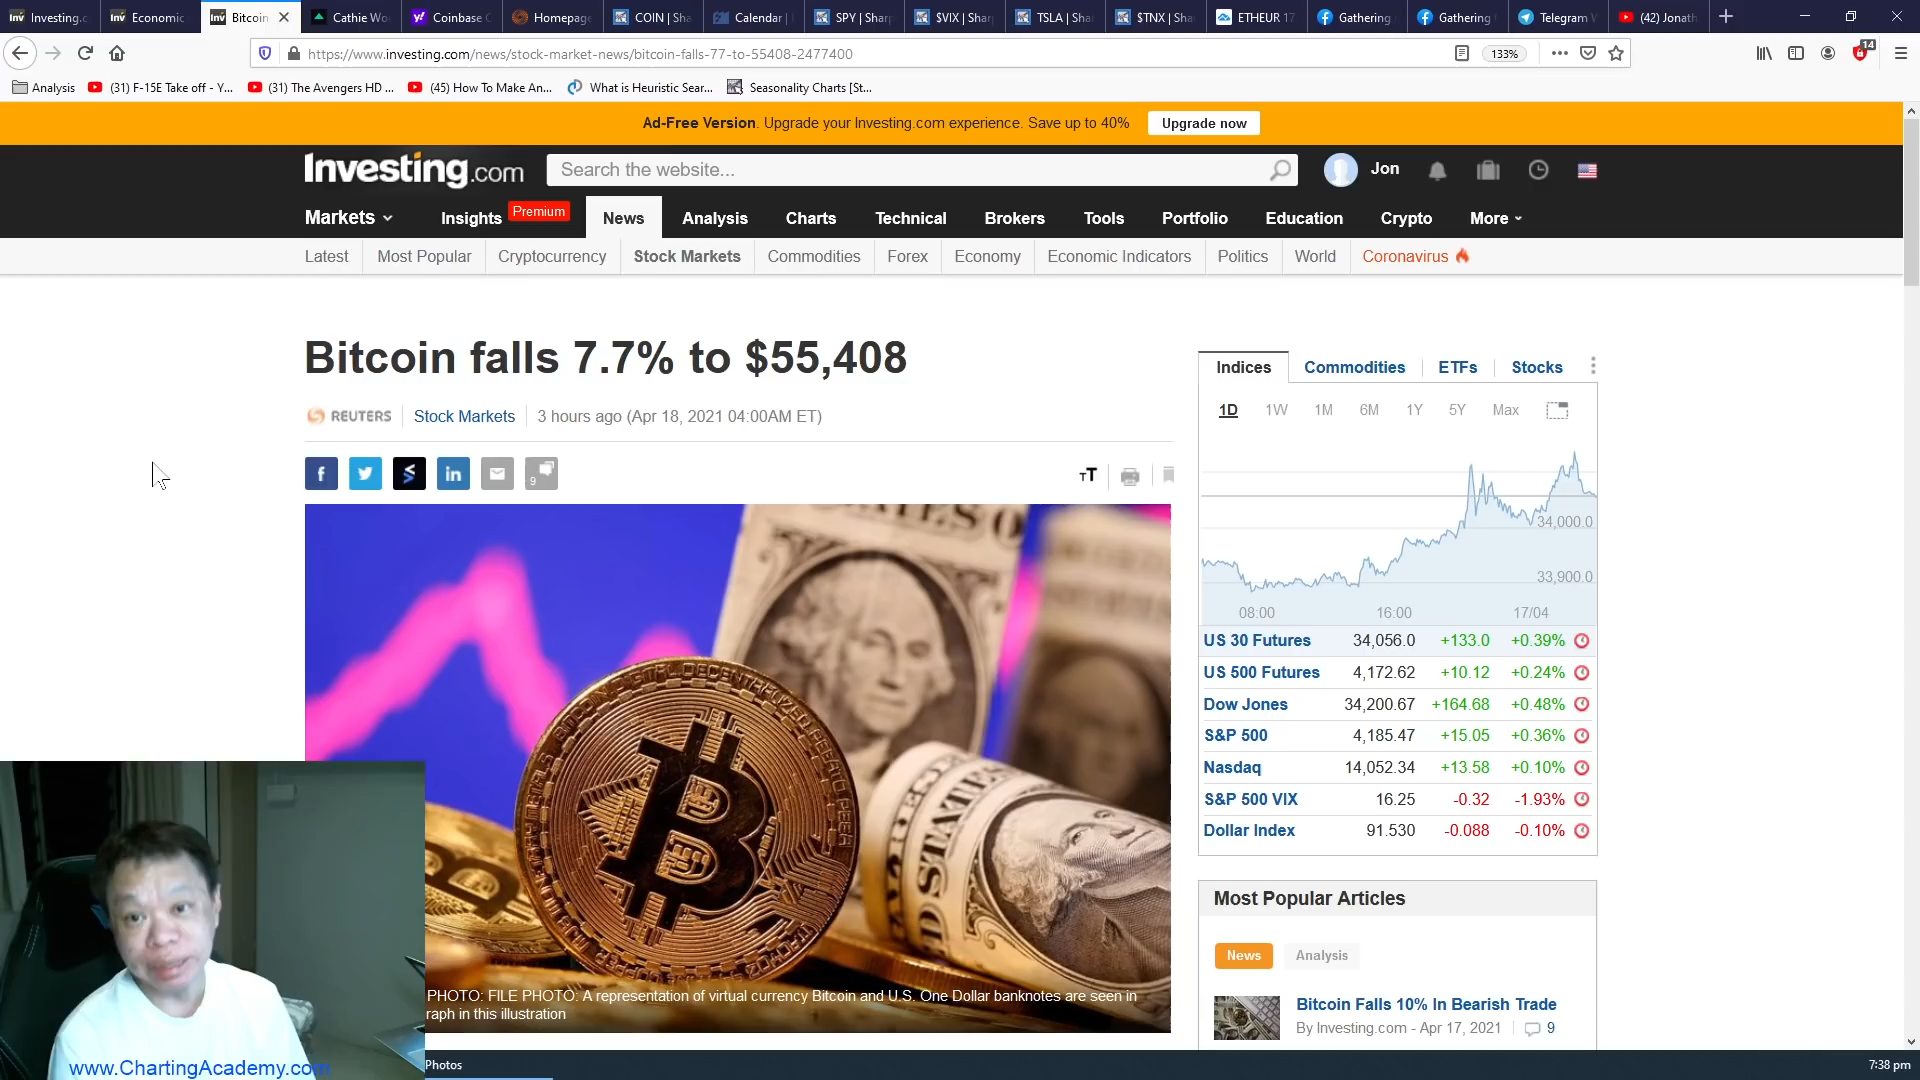 Investing.c
Economic
Bitcoin
Cathie Wo
Coinbase
Homepage
COIN | Sha
Calendar |
SPY | Shar
$VIX | Shar
TSLA | Sha
$TNX | Sha
ETHEUR 17
Gathering
Gathering
Telegram W
(42) Jonath
https://www.investing.com/news/stock-market-news/bitcoin-falls-77-to-55408-2477400
133%
14
Analysis
(31) F-15E Take off - Y...
(31) The Avengers HD ...
(45) How To Make An...
What is Heuristic Sear...
Seasonality Charts [St...
Ad-Free Version. Upgrade your Investing.com experience. Save up to 40%
Upgrade now
Investing.com
Search the website...
Jon
Markets
Insights
Premium
News
Analysis
Charts
Technical
Brokers
Tools
Portfolio
Education
Crypto
More
Latest
Most Popular
Cryptocurrency
Stock Markets
Commodities
Forex
Economy
Economic Indicators
Politics
World
Coronavirus
Bitcoin falls 7.7% to $55,408
REUTERS
Stock Markets
3 hours ago (Apr 18, 2021 04:00AM ET)
9
TT
PHOTO: FILE PHOTO: A representation of virtual currency Bitcoin and U.S. One Dollar banknotes are seen in
raph in this illustration
Indices
Commodities
ETFs
Stocks
1D
1W
1M
6M
1Y
5Y
Max
34,000.0
33,900.0
08:00
16:00
17/04
US 30 Futures 34,056.0 +133.0 +0.39%
US 500 Futures 4,172.62 +10.12 +0.24%
Dow Jones 34,200.67 +164.68 +0.48%
S&P 500 4,185.47 +15.05 +0.36%
Nasdaq 14,052.34 +13.58 +0.10%
S&P 500 VIX 16.25 -0.32 -1.93%
Dollar Index 91.530 -0.088 -0.10%
Most Popular Articles
News
Analysis
Bitcoin Falls 10% In Bearish Trade
By Investing.com - Apr 17, 2021
9
www.ChartingAcademy.com
Photos
7:38 pm